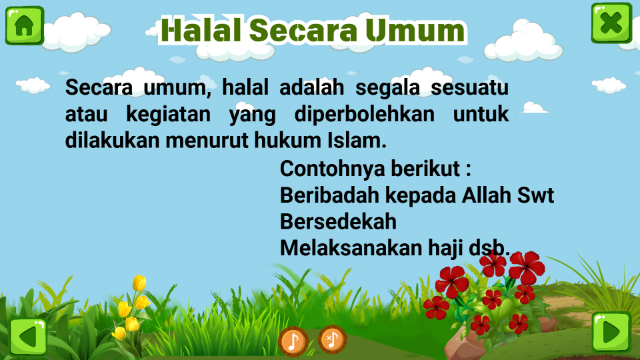 Halal Secara Umum
Secara umum, halal adalah segala sesuatu
atau kegiatan yang diperbolehkan untuk
dilakukan menurut hukum Islam.
Contohnya berikut :
Beribadah kepada Allah Swt
Bersedekah
Melaksanakan haji dsb.